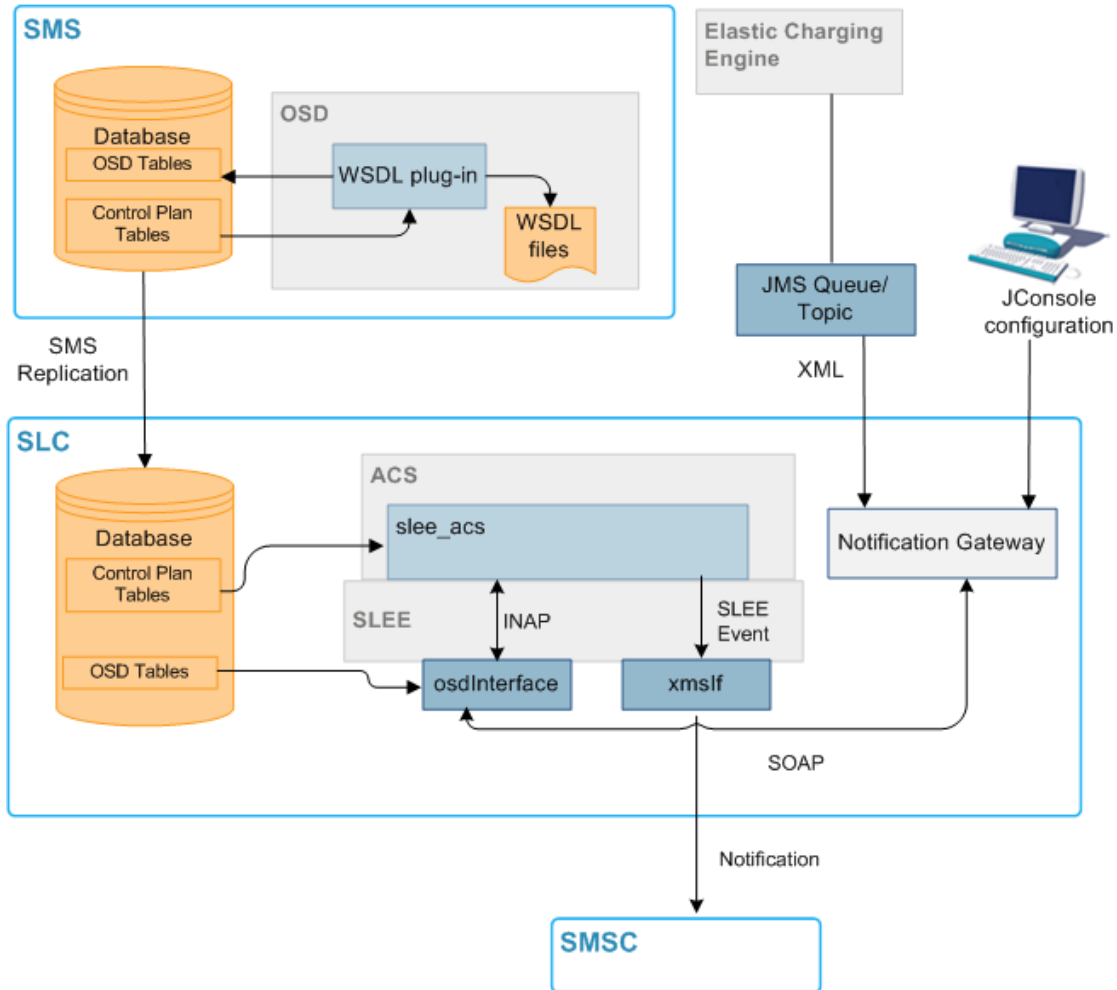 SMS
Database
OSD Tables
Control Plan
Tables
OSD
WSDL plug-in
WSDL
files
Elastic Charging
Engine
JMS Queue/
Topic
JConsole
configuration
SMS
Replication
XML
SLC
Database
Control Plan
Tables
OSD Tables
ACS
slee_acs
SLEE
INAP
SLEE
Event
osdInterface
xmsIf
Notification Gateway
SOAP
Notification
SMSC